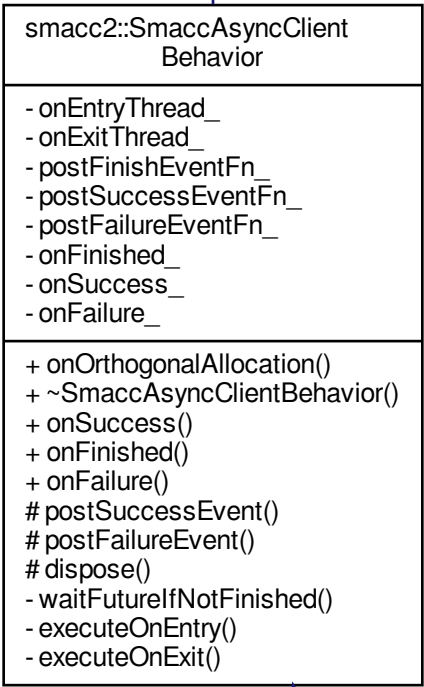 smacc2::SmaccAsyncClient
Behavior
- onEntryThread_
- onExitThread_
- postFinishEventFn_
- postSuccessEventFn_
- postFailureEventFn_
- onFinished_
- onSuccess_
- onFailure_
+ onOrthogonalAllocation()
+ ~SmaccAsyncClientBehavior()
+ onSuccess()
+ onFinished()
+ onFailure()
# postSuccessEvent()
# postFailureEvent()
# dispose()
- waitFutureIfNotFinished()
- executeOnEntry()
- executeOnExit()